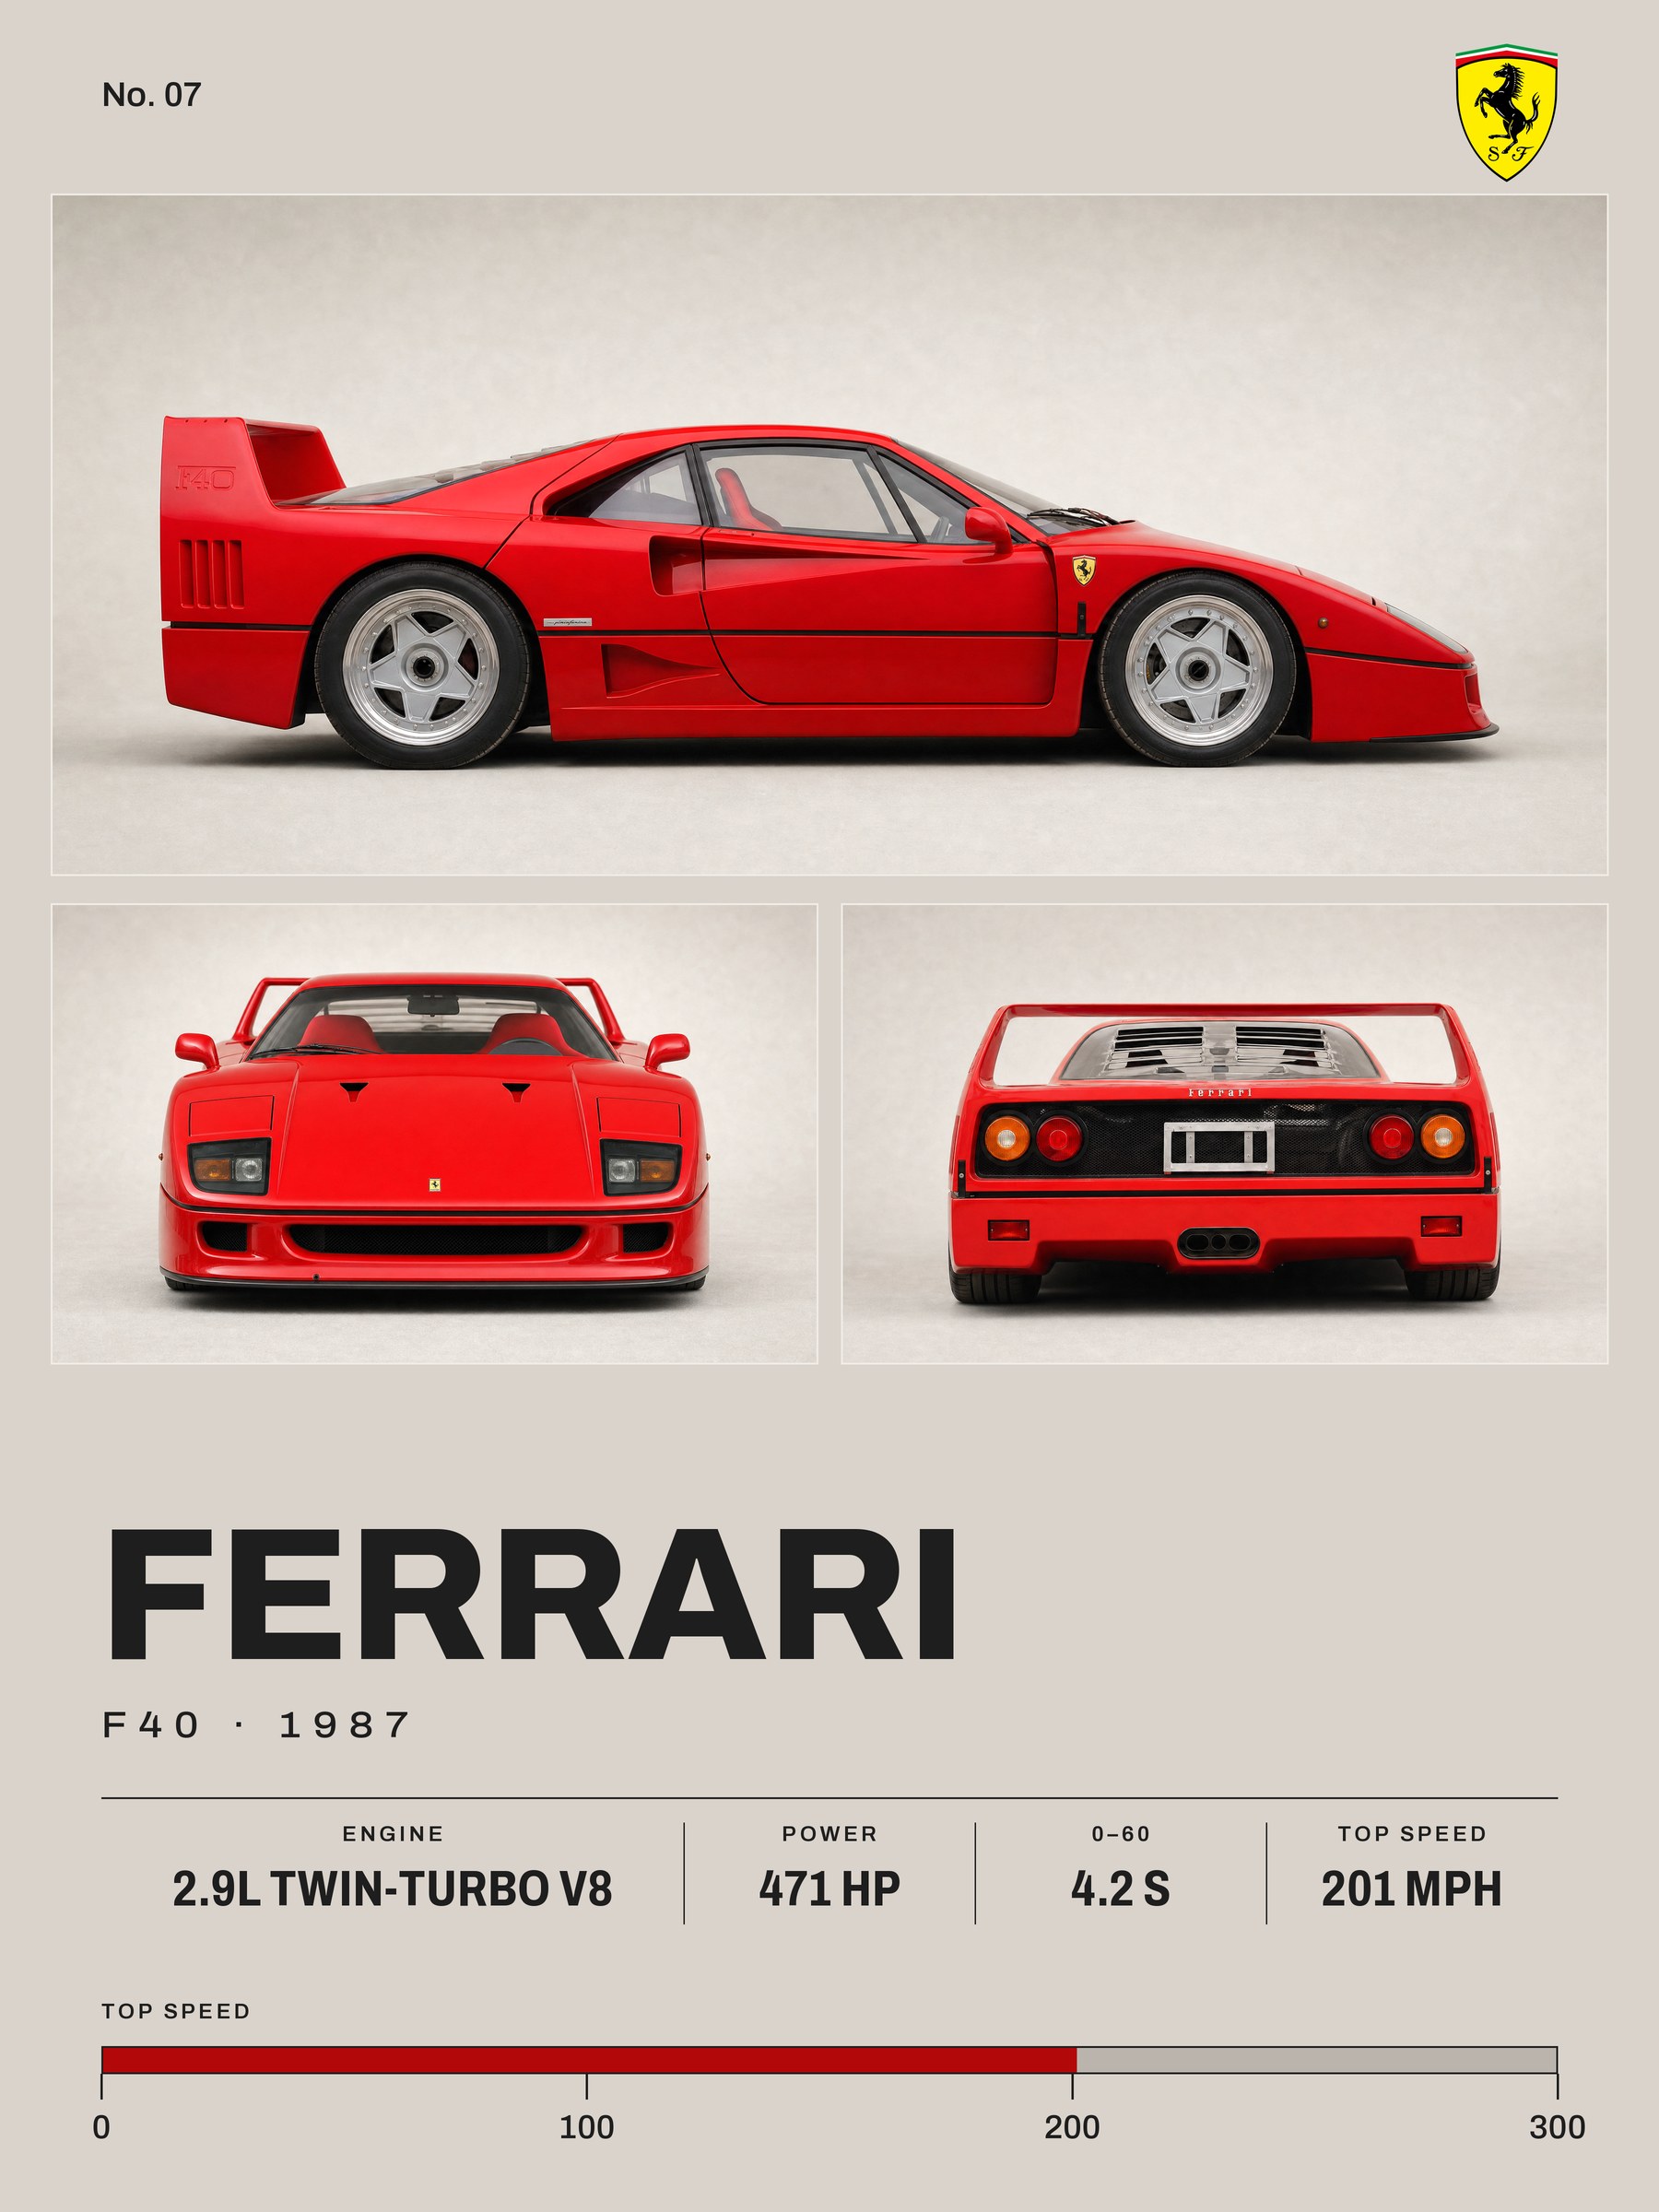 No. 07
S F
F40
pininfarina
Ferrari
FERRARI
F40 · 1987
ENGINE POWER 0–60 TOP SPEED
2.9L TWIN-TURBO V8 471 HP 4.2 S 201 MPH
TOP SPEED
0 100 200 300